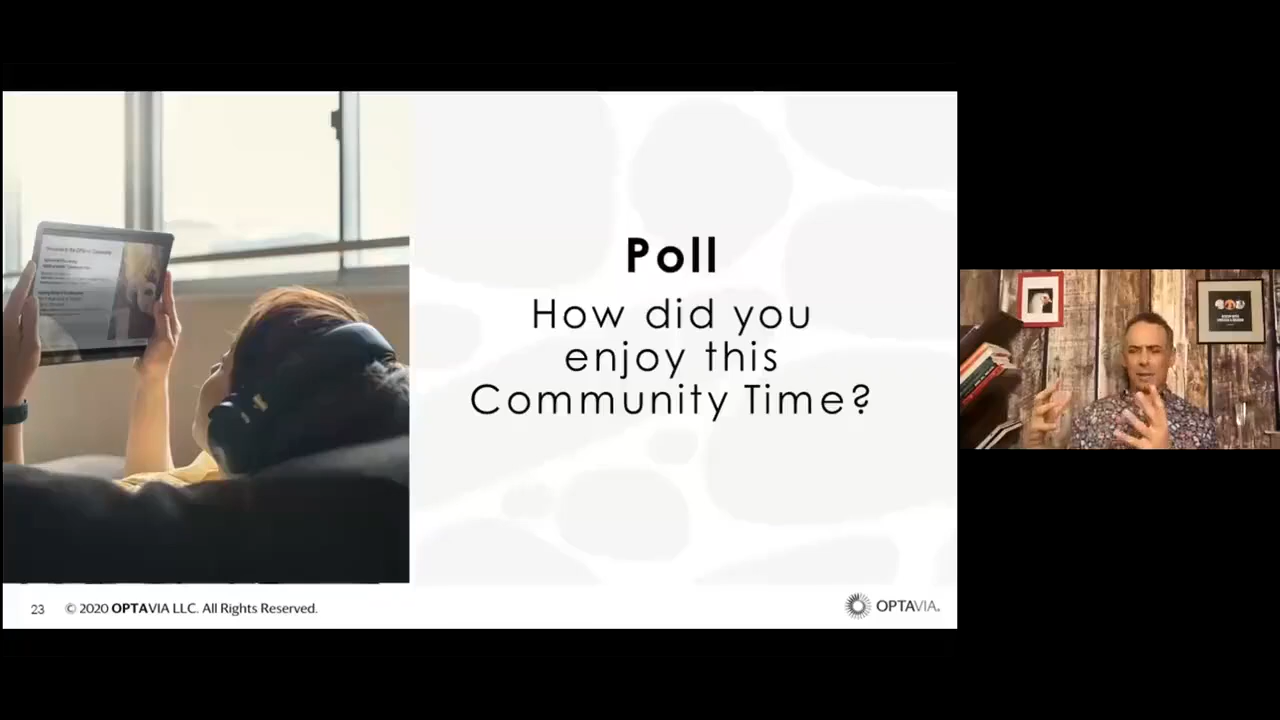 Poll
How did you
enjoy this
Community Time?
23 © 2020 OPTAVIA LLC. All Rights Reserved.
OPTAVIA.